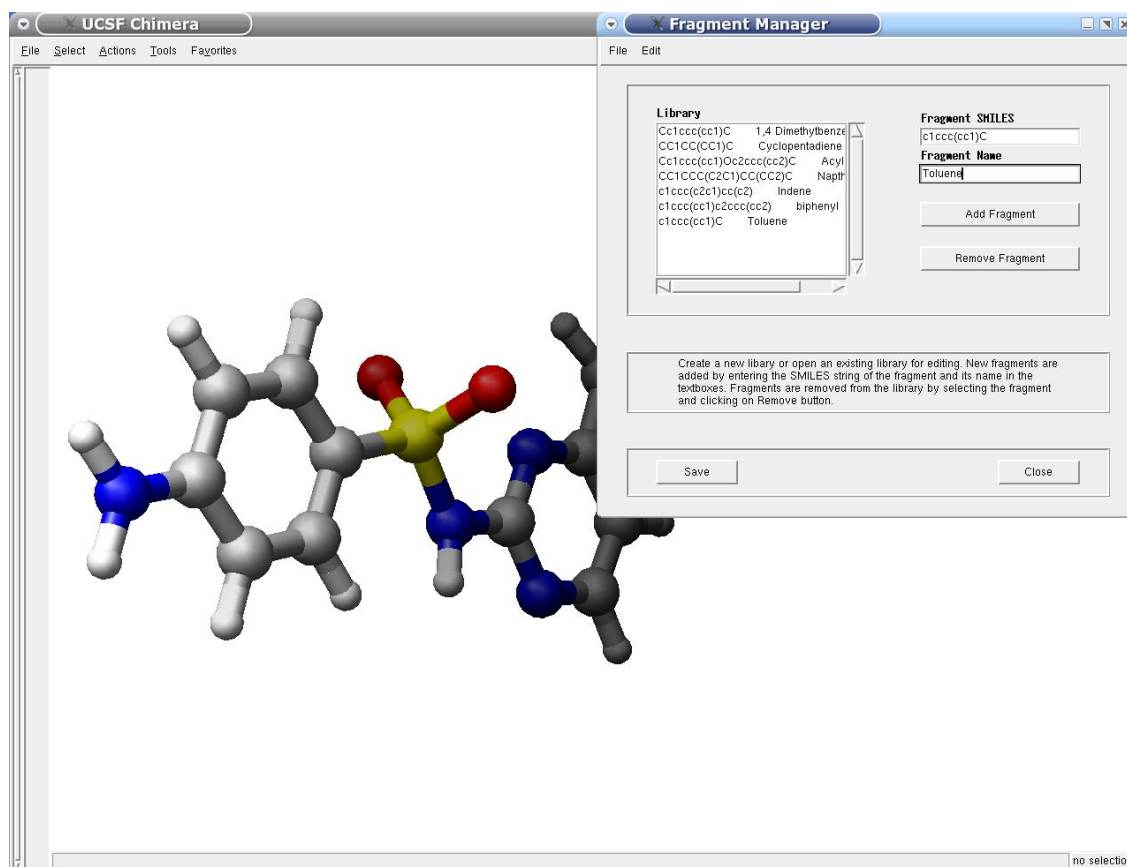 UCSF Chimera
File Select Actions Tools Favorites
Fragment Manager
File Edit
Library
Cc1ccc(cc1)C 1,4 Dimethytbenze
CC1CC(CC1)C Cyclopentadiene
Cc1ccc(cc1)Oc2ccc(cc2)C Acyl
CC1CCC(C2C1)CC(CC2)C Napth
c1ccc(c2c1)cc(c2) Indene
c1ccc(cc1)c2ccc(cc2) biphenyl
c1ccc(cc1)C Toluene
Fragment SMILES
c1ccc(cc1)C
Fragment Name
Toluene
Add Fragment
Remove Fragment
Create a new libary or open an existing library for editing. New fragments are
added by entering the SMILES string of the fragment and its name in the
textboxes. Fragments are removed from the library by selecting the fragment
and clicking on Remove button.
Save Close
no selectio